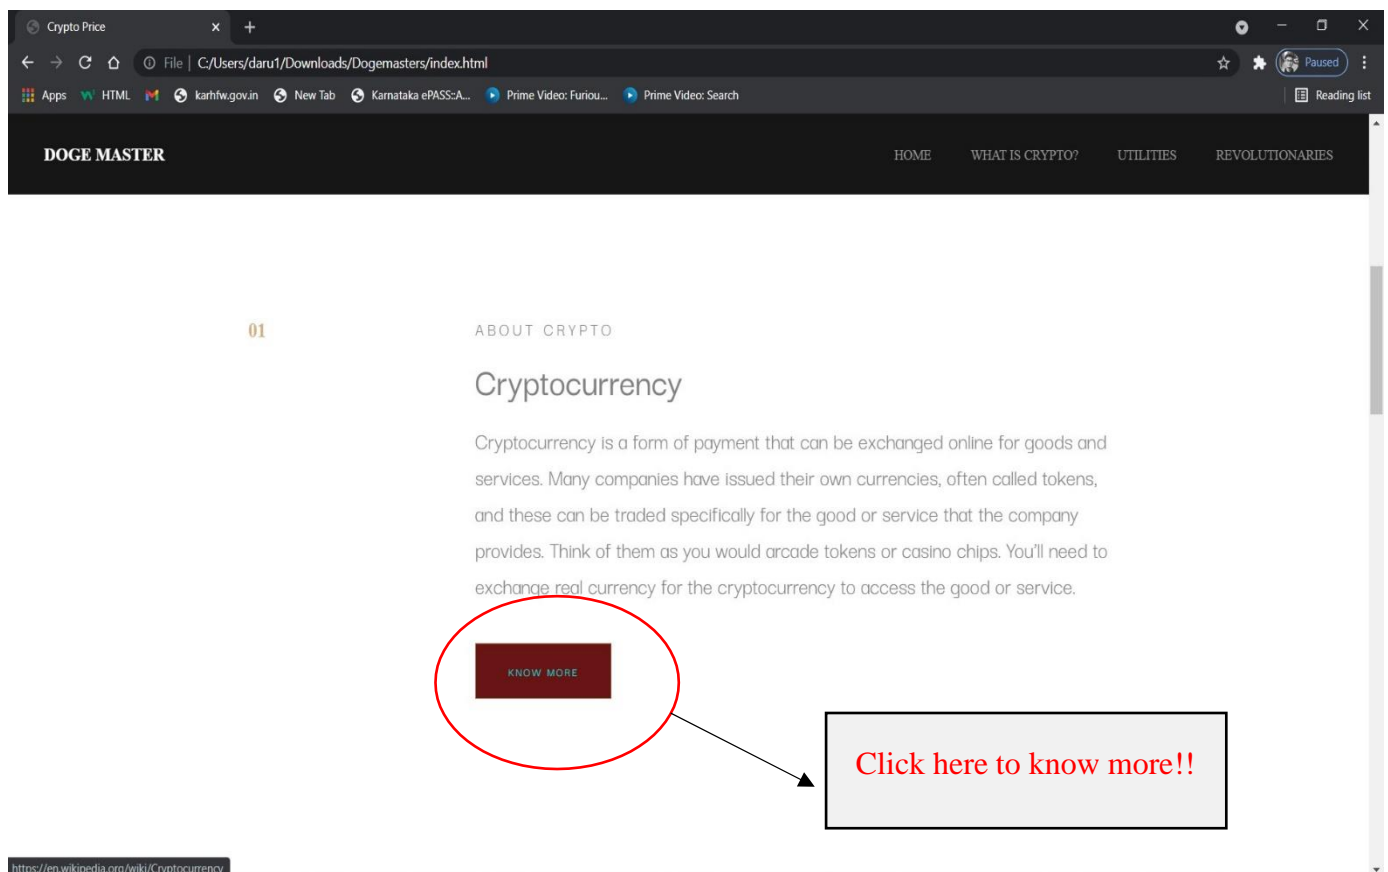 Crypto Price
File | C:/Users/daru1/Downloads/Dogemasters/index.html
Paused
Apps HTML karhfw.gov.in New Tab Karnataka ePASS::A... Prime Video: Furiou... Prime Video: Search Reading list
DOGE MASTER HOME WHAT IS CRYPTO? UTILITIES REVOLUTIONARIES
01 ABOUT CRYPTO
Cryptocurrency
Cryptocurrency is a form of payment that can be exchanged online for goods and
services. Many companies have issued their own currencies, often called tokens,
and these can be traded specifically for the good or service that the company
provides. Think of them as you would arcade tokens or casino chips. You'll need to
exchange real currency for the cryptocurrency to access the good or service.
KNOW MORE
Click here to know more!!
https://en.wikipedia.org/wiki/Cryptocurrency